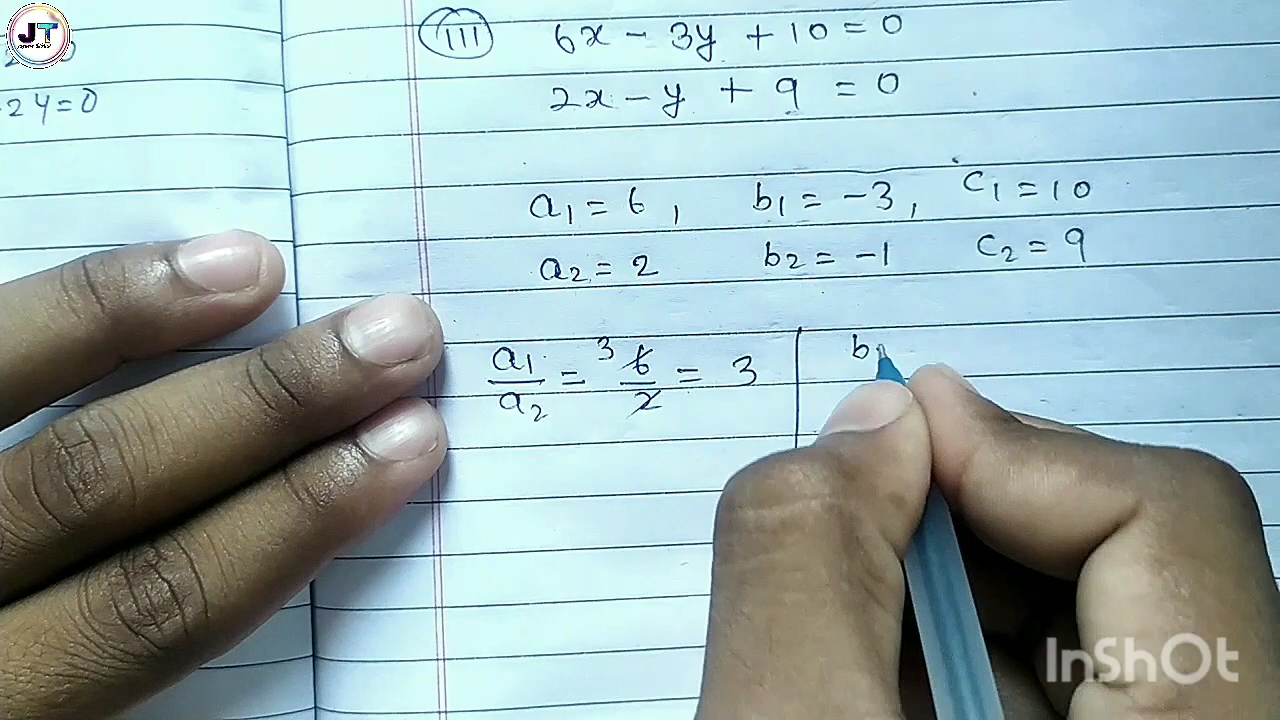 JT
-24=0
(iii) 6x - 3y + 10 = 0
2x - y + 9 = 0
a₁ = 6, b₁ = -3, c₁ = 10
a₂ = 2 b₂ = -1 c₂ = 9
a₁/a₂ = 3 6/2 = 3 | b
InShOt